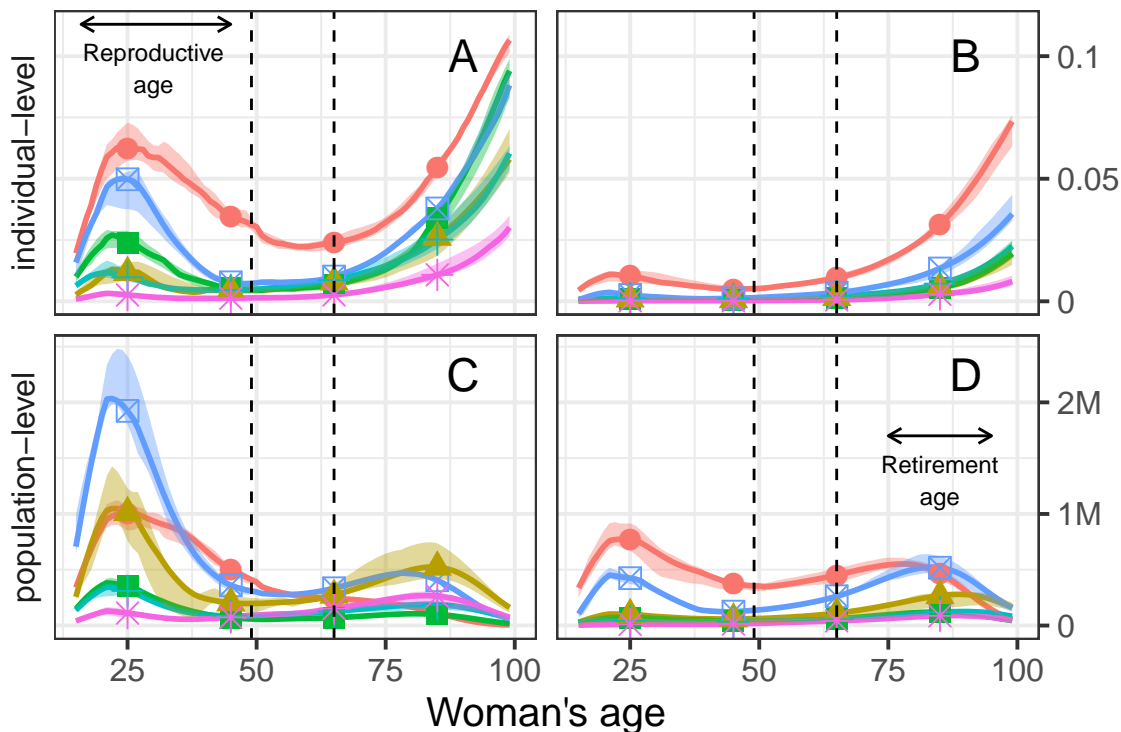 individual−level
Reproductive
age
A
B
0.1
0.05
0
population−level
C
D
Retirement
age
2M
1M
0
25
50
75
100
25
50
75
100
Woman's age